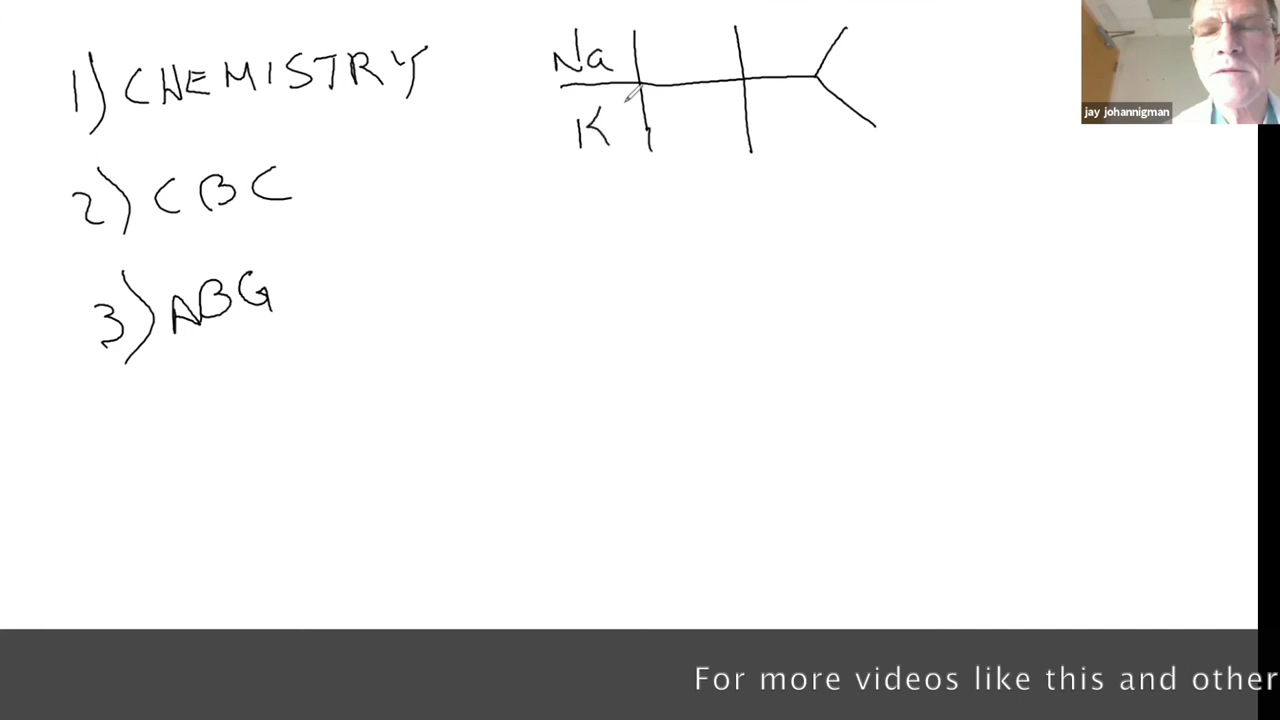 1) CHEMISTRY
Na
K
2) CBC
3) ABG
jay johannigman
For more videos like this and other